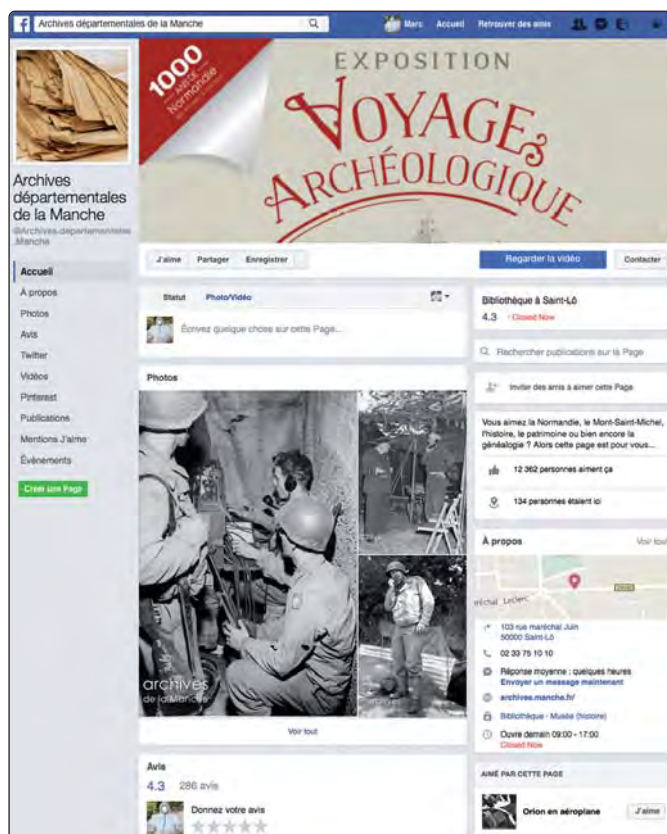 Archives départementales de la Manche
Marc Accueil Retrouver des amis
1000
ANS DE
Normandie
EXPOSITION
VOYAGE
ARCHÉOLOGIQUE
Archives
départementales
de la Manche
@Archives.departementales
.Manche
Accueil
À propos
Photos
Avis
Twitter
Vidéos
Pinterest
Publications
Mentions J'aime
Évènements
Créer une Page
J'aime Partager Enregistrer
Regarder la vidéo
Contacter
Statut Photo/Vidéo
Écrivez quelque chose sur cette Page...
Photos
archives
de la Manche
Voir tout
Avis
4.3 286 avis
Donnez votre avis
Bibliothèque à Saint-Lô
4.3 · Closed Now
Rechercher publications sur la Page
Inviter des amis à aimer cette Page
Vous aimez la Normandie, le Mont-Saint-Michel,
l'histoire, le patrimoine ou bien encore la
généalogie ? Alors cette page est pour vous...
12 362 personnes aiment ça
134 personnes étaient ici
À propos
Voir tout
réchal Leclerc
103 rue maréchal Juin
50000 Saint-Lô
02 33 75 10 10
Réponse moyenne : quelques heures
Envoyer un message maintenant
archives.manche.fr/
Bibliothèque · Musée (histoire)
Ouvre demain 09:00 - 17:00
Closed Now
AIMÉ PAR CETTE PAGE
Orion en aéroplane
J'aime